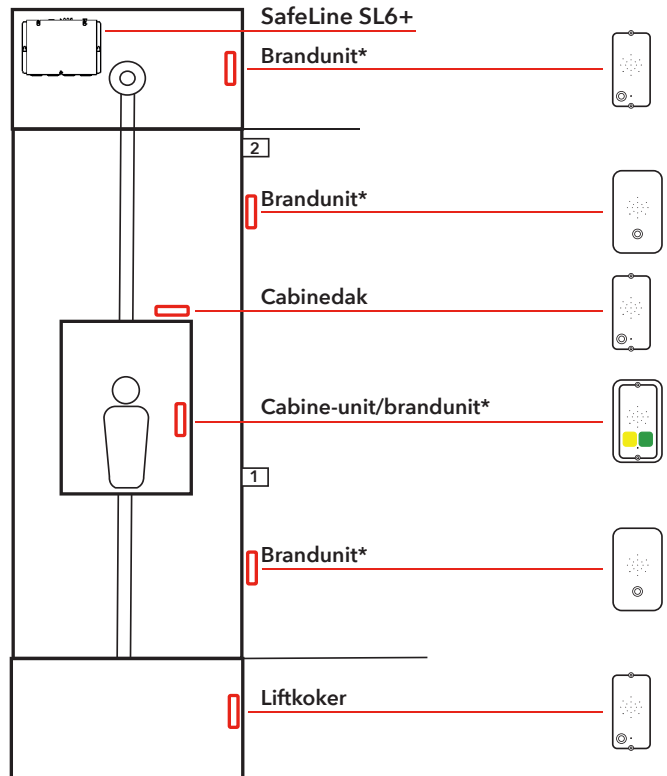 SafeLine SL6+
Brandunit*
2
Brandunit*
Cabinedak
Cabine-unit/brandunit*
1
Brandunit*
Liftkoker